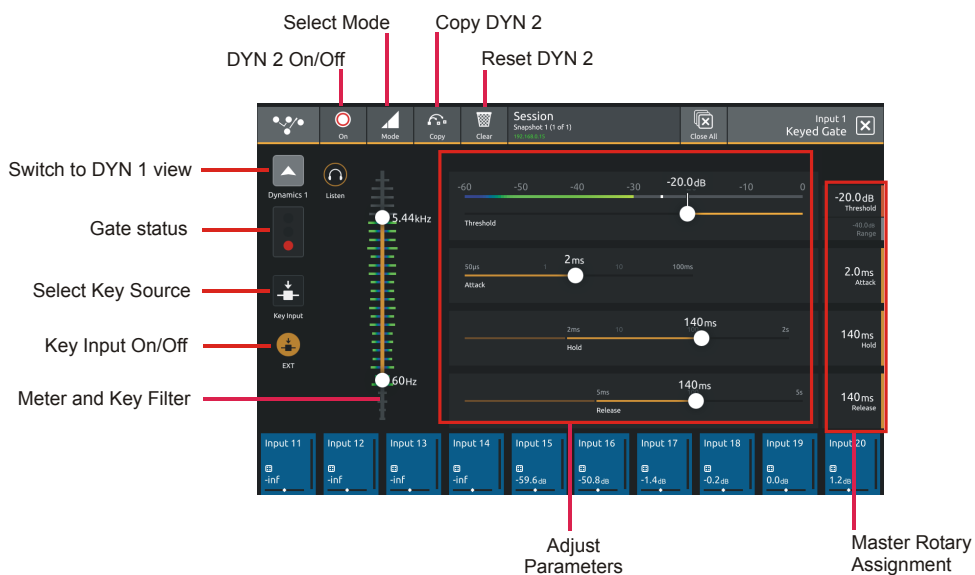 Select Mode
Copy DYN 2
DYN 2 On/Off
Reset DYN 2
On
Mode
Copy
Clear
Session
Snapshot 1 (1 of 1)
192.168.0.15
Close All
Input 1
Keyed Gate
Switch to DYN 1 view
Gate status
Select Key Source
Key Input On/Off
Meter and Key Filter
Dynamics 1
Listen
Key Input
EXT
5.44kHz
60Hz
-60 -50 -40 -30 -20.0dB -10 0
Threshold
2ms
50µs 1 10 100ms
Attack
140ms
2ms 10 2s
Hold
140ms
5ms 5s
Release
-20.0dB
Threshold
-40.0dB
Range
2.0ms
Attack
140ms
Hold
140ms
Release
Input 11 Input 12 Input 13 Input 14 Input 15 Input 16 Input 17 Input 18 Input 19 Input 20
-inf -inf -inf -inf -59.6dB -50.8dB -1.4dB -0.2dB 0.0dB 1.2dB
Adjust
Parameters
Master Rotary
Assignment